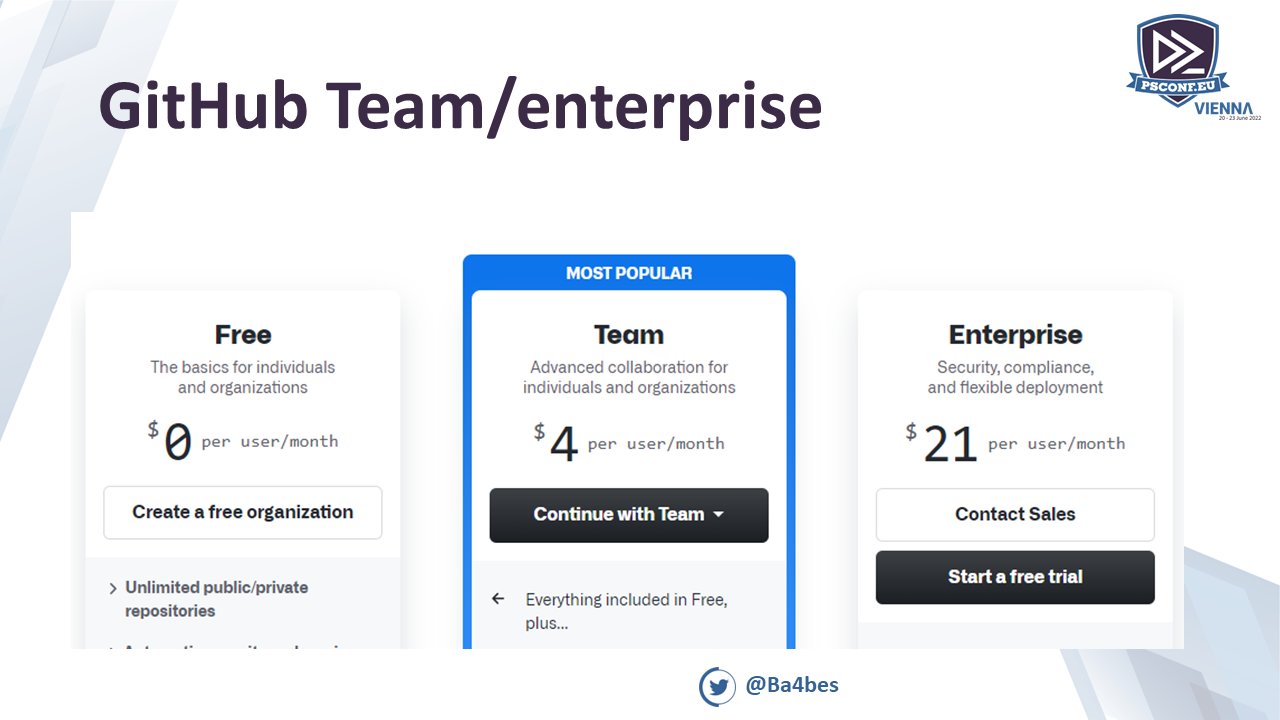 GitHub Team/enterprise
PSCONF.EU
VIENNA
20 - 23 June 2022
MOST POPULAR
Free
The basics for individuals
and organizations
$ 0 per user/month
Create a free organization
Unlimited public/private
repositories
Team
Advanced collaboration for
individuals and organizations
$ 4 per user/month
Continue with Team
Everything included in Free,
plus...
Enterprise
Security, compliance,
and flexible deployment
$ 21 per user/month
Contact Sales
Start a free trial
@Ba4bes